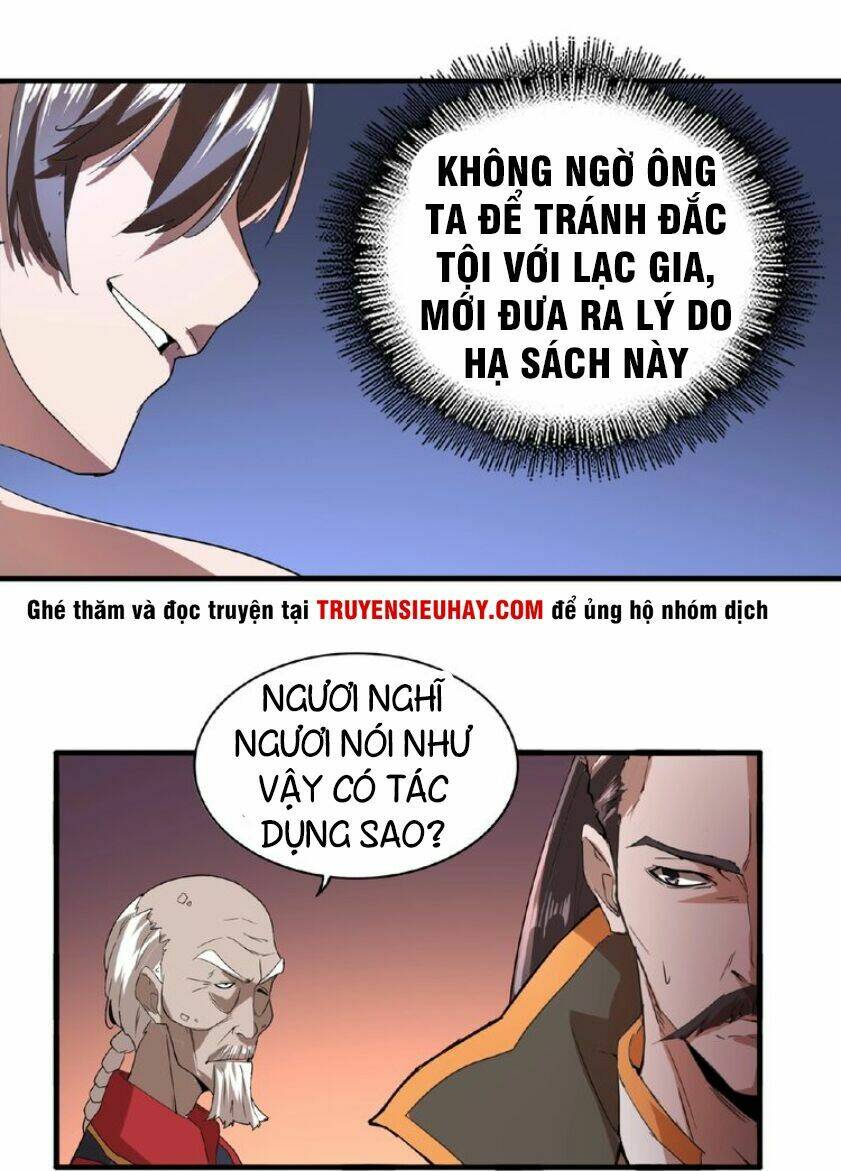 KHÔNG NGỜ ÔNG
TA ĐỂ TRÁNH ĐẮC
TỘI VỚI LẠC GIA,
MỚI ĐƯA RA LÝ DO
HẠ SÁCH NÀY
Ghé thăm và đọc truyện tại TRUYENSIEUHAY.COM để ủng hộ nhóm dịch
NGƯƠI NGHĨ
NGƯƠI NÓI NHƯ
VẬY CÓ TÁC
DỤNG SAO?